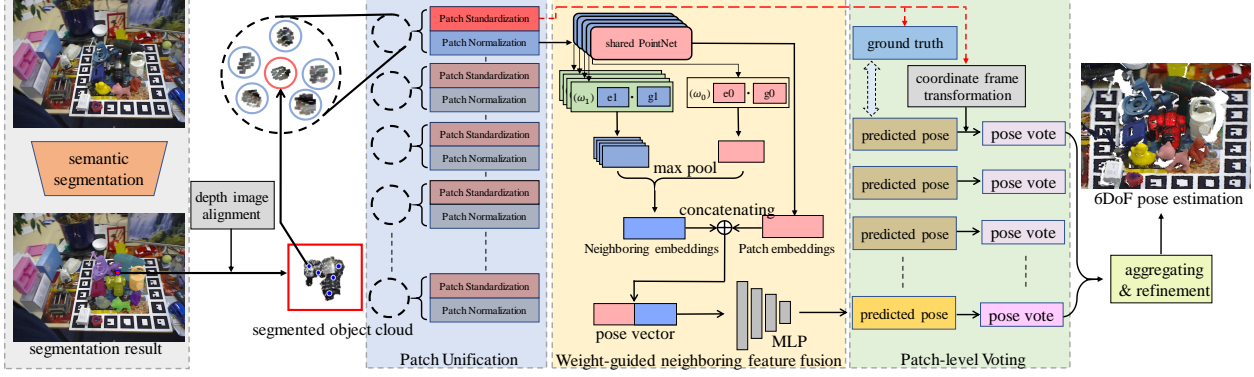 semantic
segmentation
segmentation result
depth image
alignment
segmented object cloud
Patch Standardization
Patch Normalization
Patch Standardization
Patch Normalization
Patch Standardization
Patch Normalization
Patch Standardization
Patch Normalization
Patch Standardization
Patch Normalization
Patch Unification
shared PointNet
(ω₁) e1 · g1
(ω₀) e0 · g0
max pool
concatenating
Neighboring embeddings
Patch embeddings
pose vector
MLP
Weight-guided neighboring feature fusion
ground truth
coordinate frame
transformation
predicted pose
pose vote
predicted pose
pose vote
predicted pose
pose vote
predicted pose
pose vote
Patch-level Voting
6DoF pose estimation
aggregating
& refinement